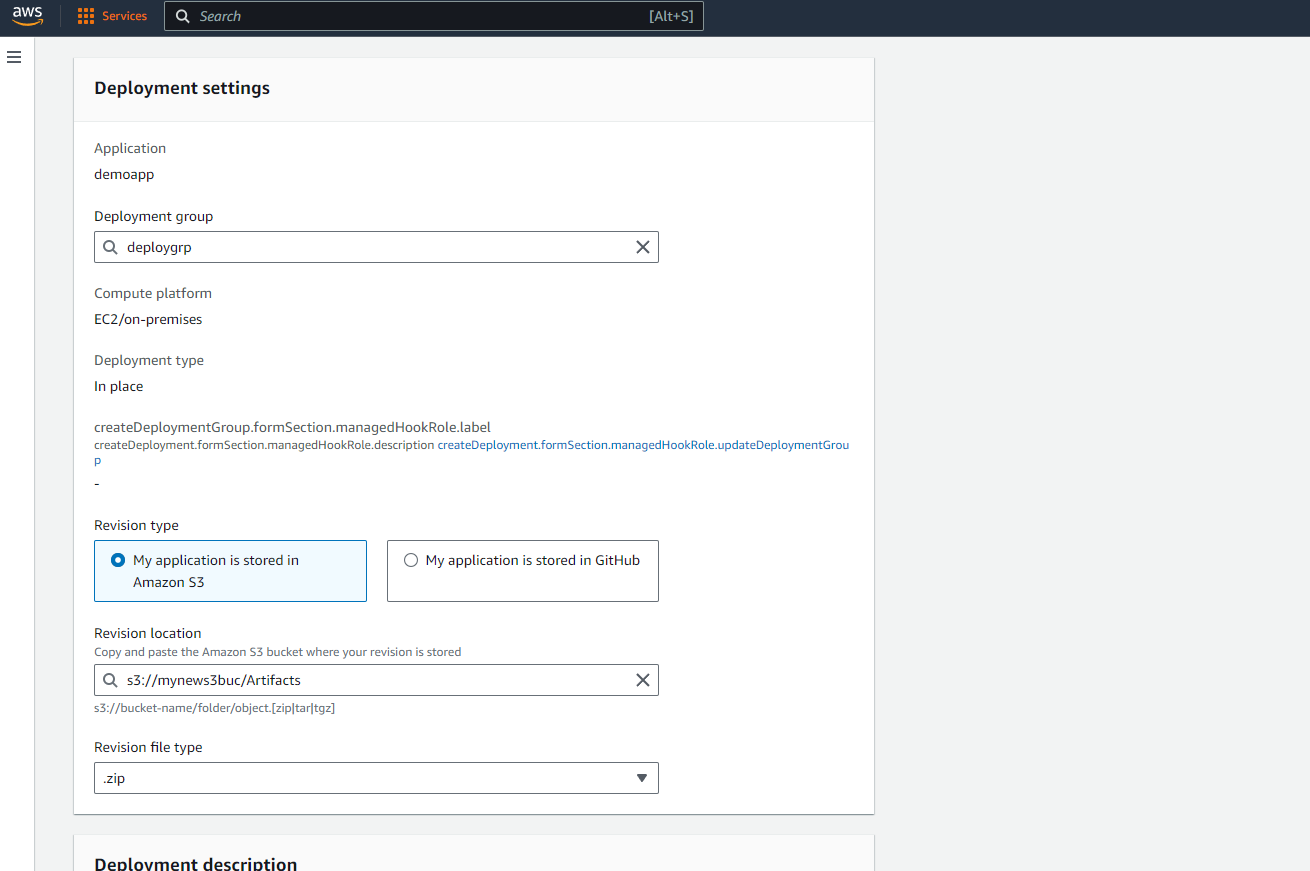 aws
Services
Search
[Alt+S]
Deployment settings
Application
demoapp
Deployment group
deploygrp
Compute platform
EC2/on-premises
Deployment type
In place
createDeploymentGroup.formSection.managedHookRole.label
createDeployment.formSection.managedHookRole.description createDeployment.formSection.managedHookRole.updateDeploymentGrou
p
-
Revision type
My application is stored in
Amazon S3
My application is stored in GitHub
Revision location
Copy and paste the Amazon S3 bucket where your revision is stored
s3://mynews3buc/Artifacts
s3://bucket-name/folder/object.[zip|tar|tgz]
Revision file type
.zip
Deployment description